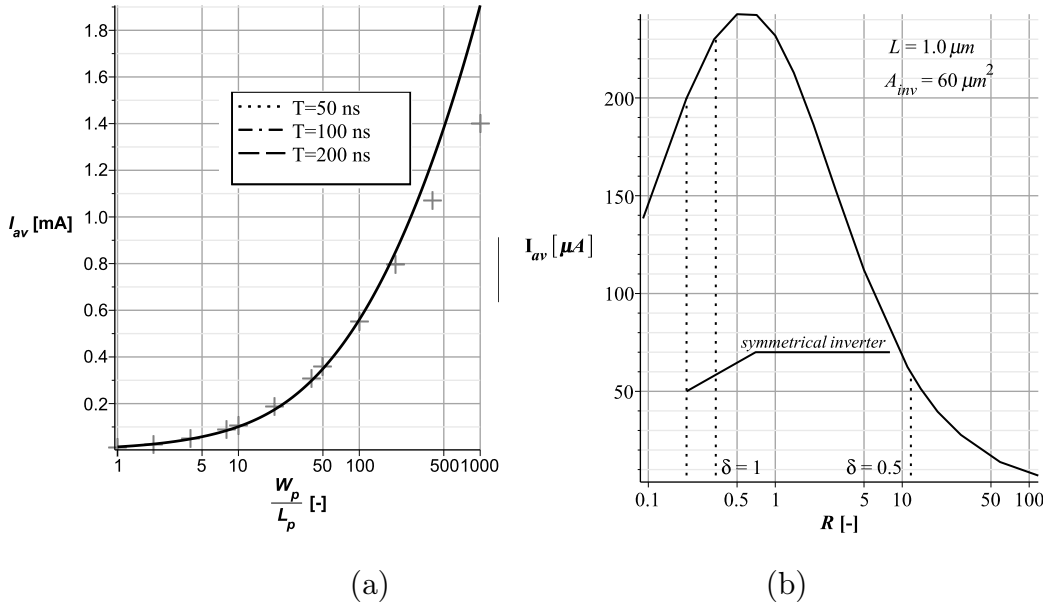 1.8
1.6
1.4
1.2
1.0
0.8
0.6
0.4
0.2
I_av [mA]
T=50 ns
T=100 ns
T=200 ns
1 5 10 50 100 500 1000
W_p
L_p
[-]
(a)
200
150
100
50
I_av [μA]
L = 1.0 μm
A_inv = 60 μm²
symmetrical inverter
δ = 1
δ = 0.5
0.1 0.5 1 5 10 50 100
R [-]
(b)